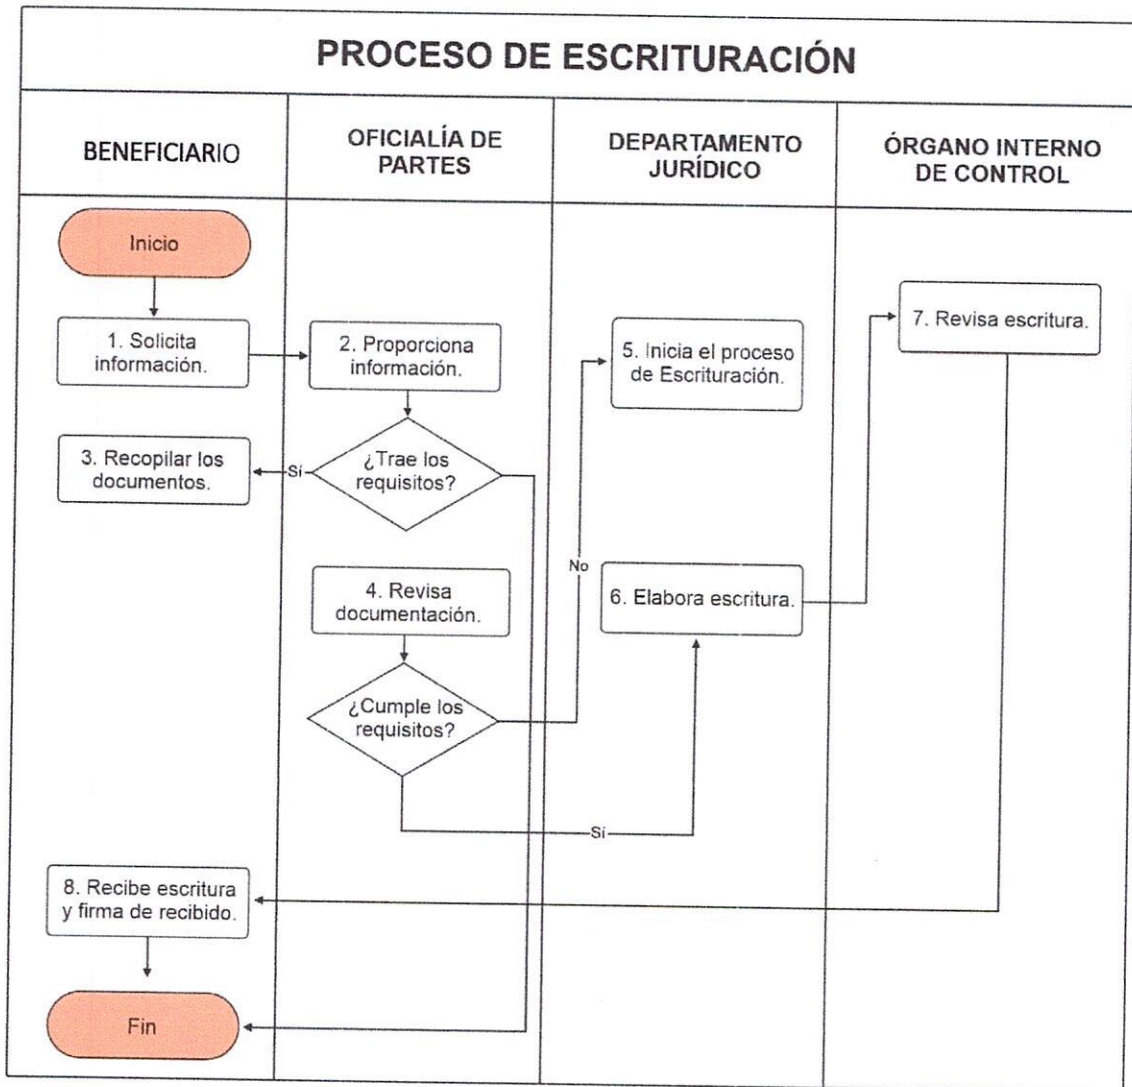 PROCESO DE ESCRITURACIÓN
BENEFICIARIO
OFICIALÍA DE
PARTES
DEPARTAMENTO
JURÍDICO
ÓRGANO INTERNO
DE CONTROL
Inicio
1. Solicita
información.
2. Proporciona
información.
5. Inicia el proceso
de Escrituración.
7. Revisa escritura.
3. Recopilar los
documentos.
Sí
¿Trae los
requisitos?
No
4. Revisa
documentación.
6. Elabora escritura.
¿Cumple los
requisitos?
Sí
8. Recibe escritura
y firma de recibido.
Fin